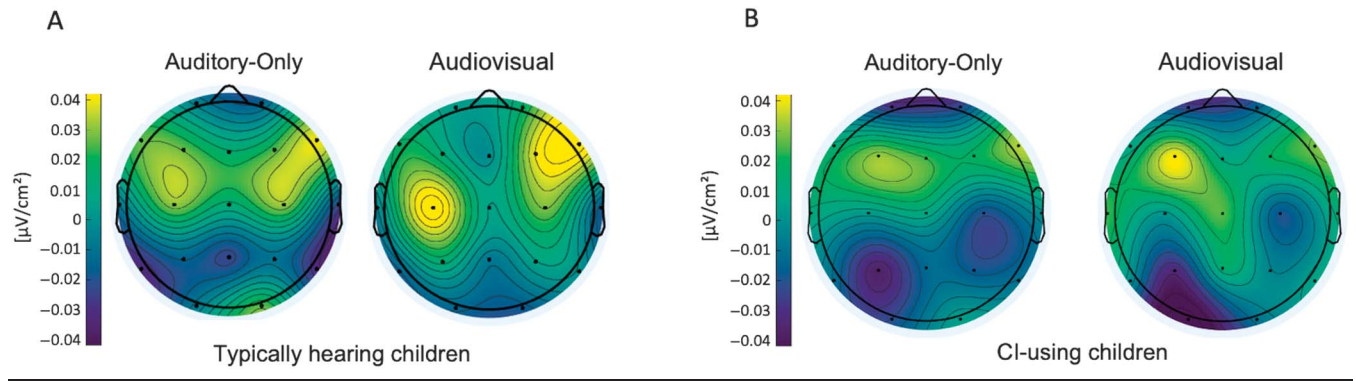 A
Auditory-Only
Audiovisual
[µV/cm²]
0.04
0.03
0.02
0.01
0
−0.01
−0.02
−0.03
−0.04
Typically hearing children
B
Auditory-Only
Audiovisual
[µV/cm²]
0.04
0.03
0.02
0.01
0
−0.01
−0.02
−0.03
−0.04
CI-using children